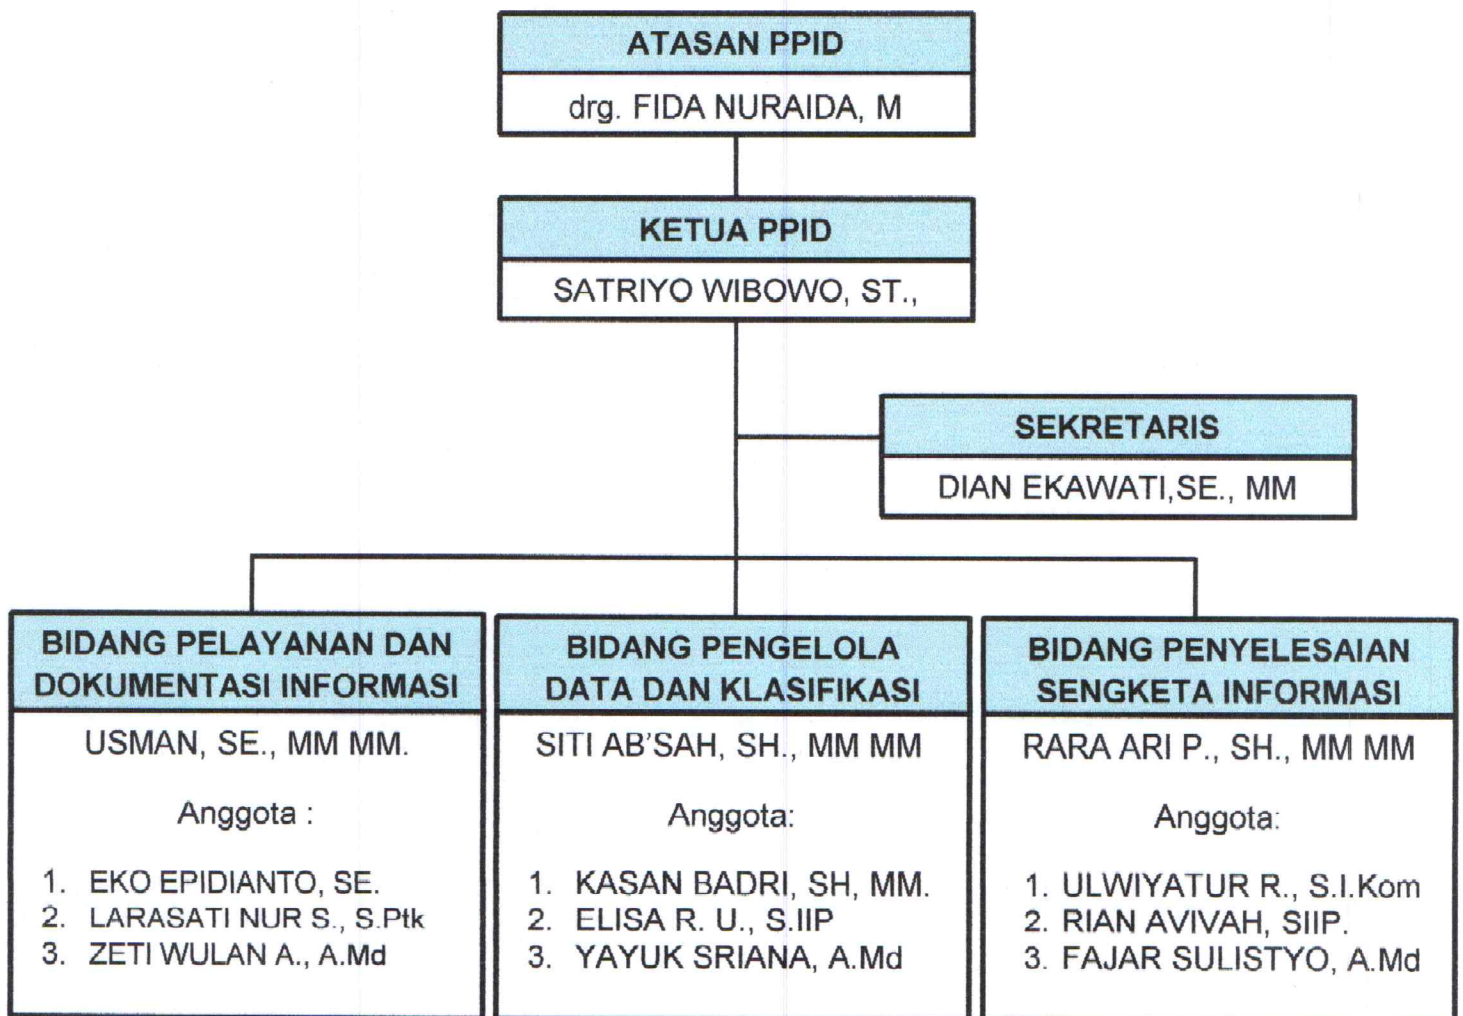 ATASAN PPID
drg. FIDA NURAIDA, M
KETUA PPID
SATRIYO WIBOWO, ST.,
SEKRETARIS
DIAN EKAWATI,SE., MM
BIDANG PELAYANAN DAN
DOKUMENTASI INFORMASI
USMAN, SE., MM MM.
Anggota :
1. EKO EPIDIANTO, SE.
2. LARASATI NUR S., S.Ptk
3. ZETI WULAN A., A.Md
BIDANG PENGELOLA
DATA DAN KLASIFIKASI
SITI AB'SAH, SH., MM MM
Anggota:
1. KASAN BADRI, SH, MM.
2. ELISA R. U., S.IIP
3. YAYUK SRIANA, A.Md
BIDANG PENYELESAIAN
SENGKETA INFORMASI
RARA ARI P., SH., MM MM
Anggota:
1. ULWIYATUR R., S.I.Kom
2. RIAN AVIVAH, SIIP.
3. FAJAR SULISTYO, A.Md